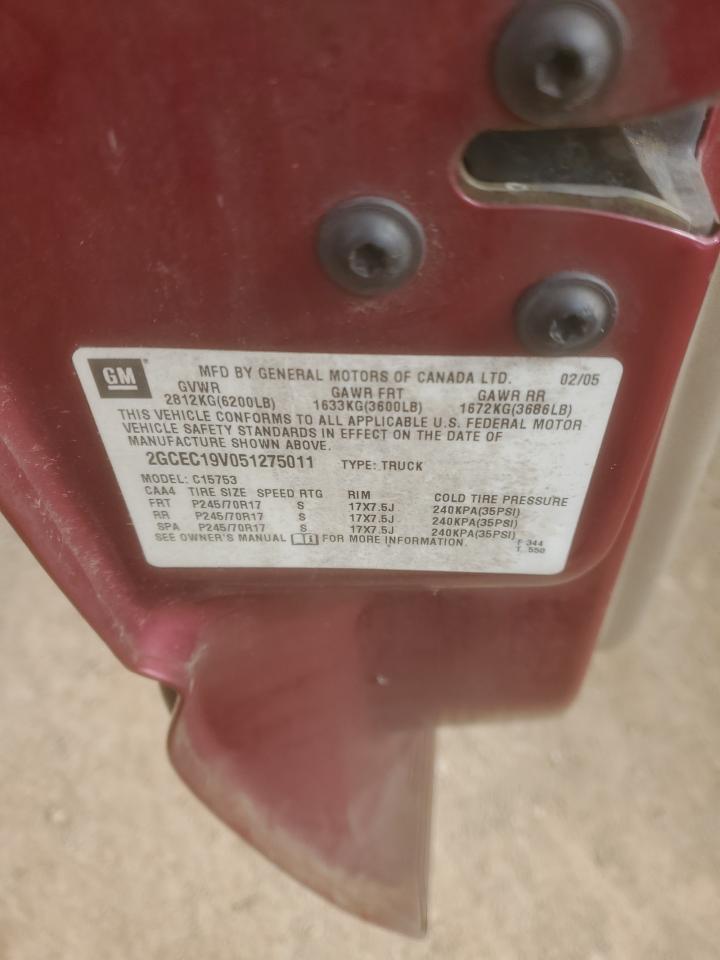 GM
MFD BY GENERAL MOTORS OF CANADA LTD. 02/05
GVWR GAWR FRT GAWR RR
2812KG(6200LB) 1633KG(3600LB) 1672KG(3686LB)
THIS VEHICLE CONFORMS TO ALL APPLICABLE U.S. FEDERAL MOTOR
VEHICLE SAFETY STANDARDS IN EFFECT ON THE DATE OF
MANUFACTURE SHOWN ABOVE.
2GCEC19V051275011 TYPE: TRUCK
MODEL: C15753
CAA4 TIRE SIZE SPEED RTG RIM COLD TIRE PRESSURE
FRT P245/70R17 S 17X7.5J 240KPA(35PSI)
RR P245/70R17 S 17X7.5J 240KPA(35PSI)
SPA P245/70R17 S 17X7.5J 240KPA(35PSI)
SEE OWNER'S MANUAL FOR MORE INFORMATION.
F 344
T 550